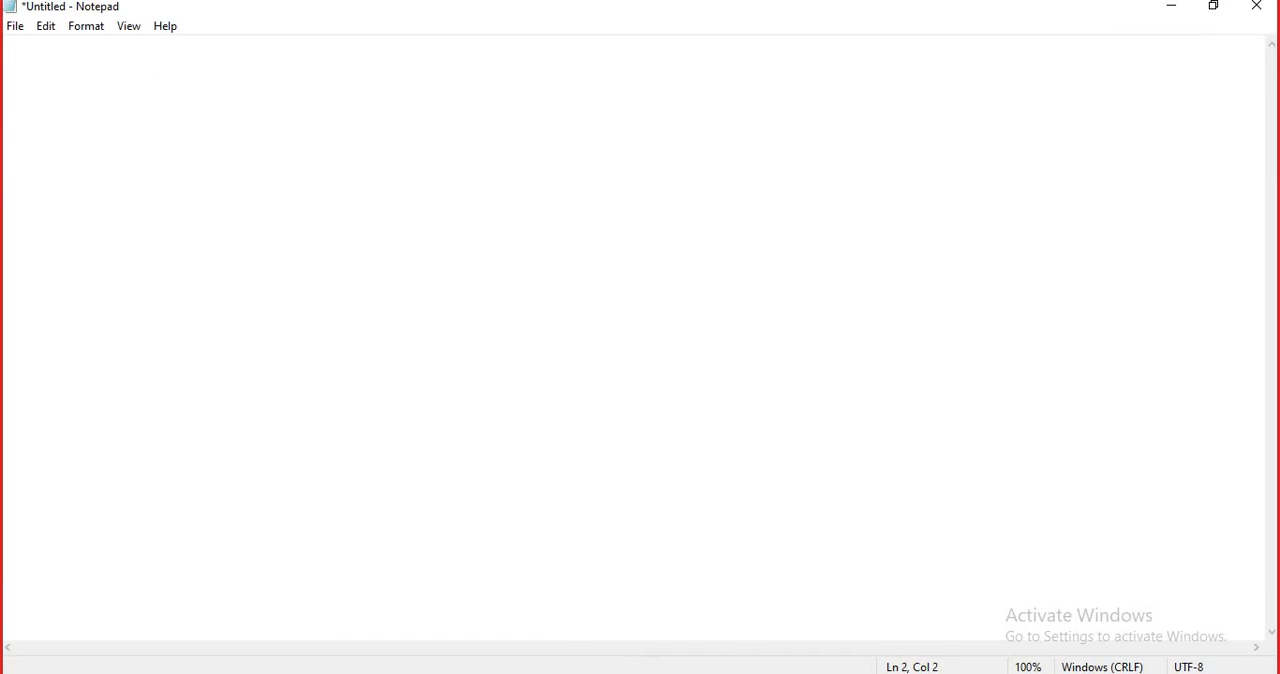 *Untitled - Notepad
File Edit Format View Help
Activate Windows
Go to Settings to activate Windows.
Ln 2, Col 2 100% Windows (CRLF) UTF-8